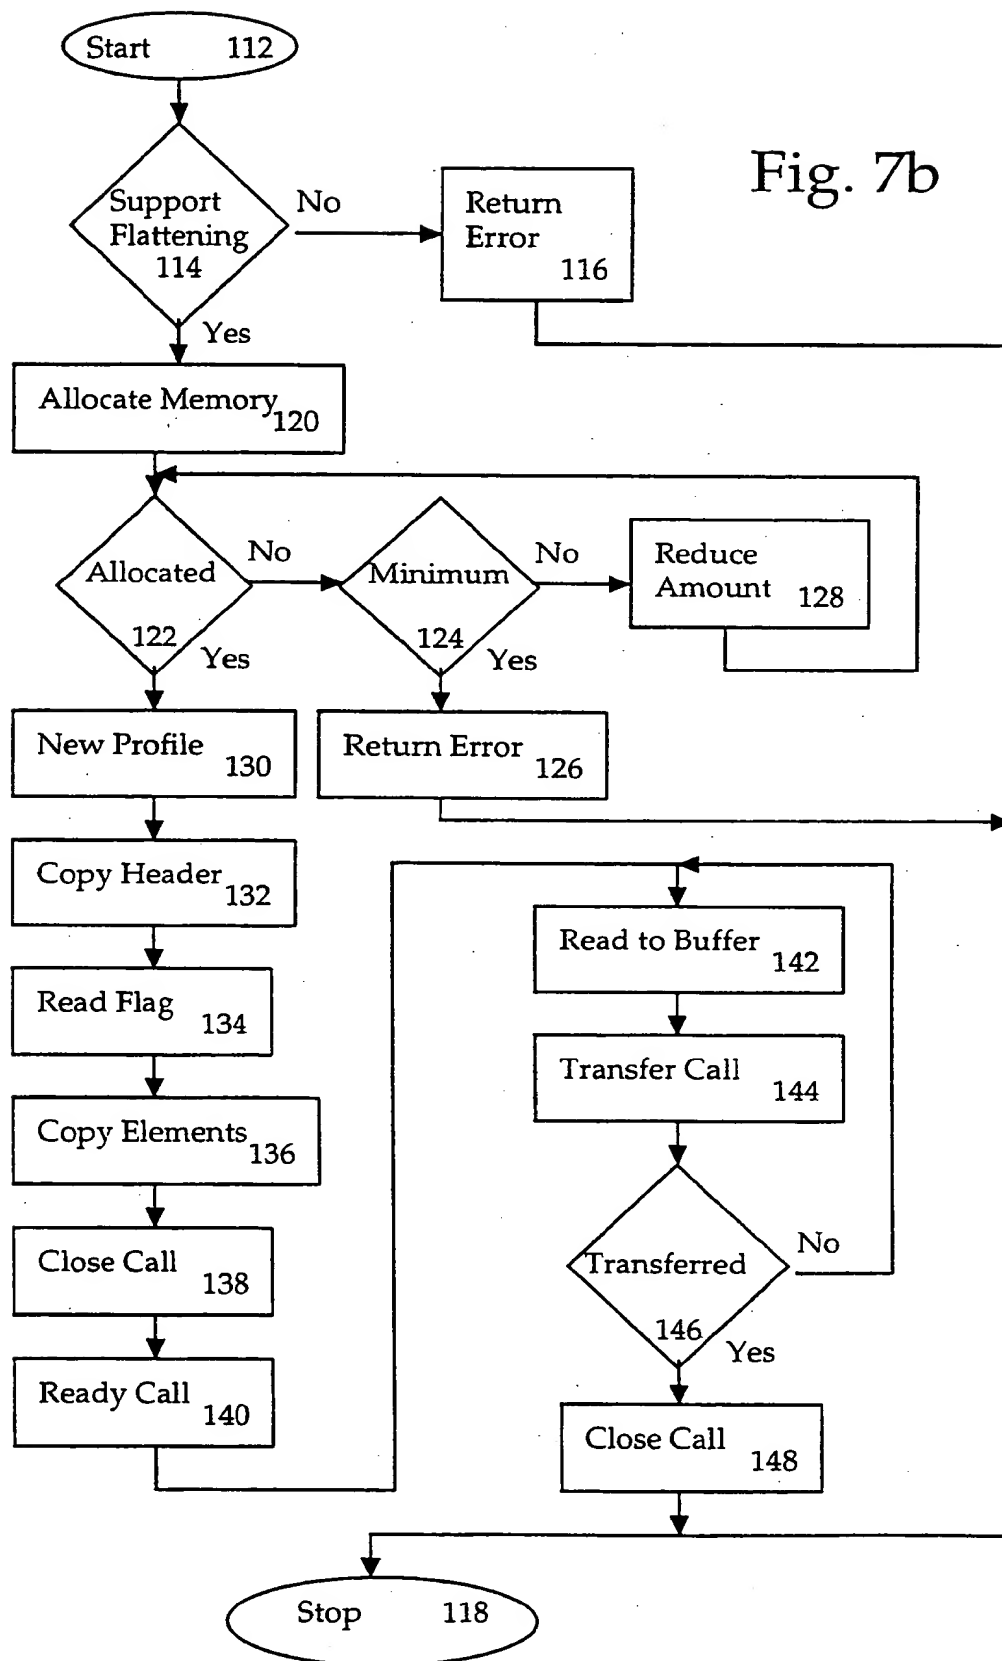 Start 112
Fig. 7b
Support
Flattening
114
No
Return
Error
116
Yes
Allocate Memory
120
Allocated
122
No
Minimum
124
No
Reduce
Amount
128
Yes
Yes
New Profile
130
Return Error
126
Copy Header
132
Read Flag
134
Copy Elements
136
Close Call
138
Ready Call
140
Read to Buffer
142
Transfer Call
144
Transferred
146
No
Yes
Close Call
148
Stop 118